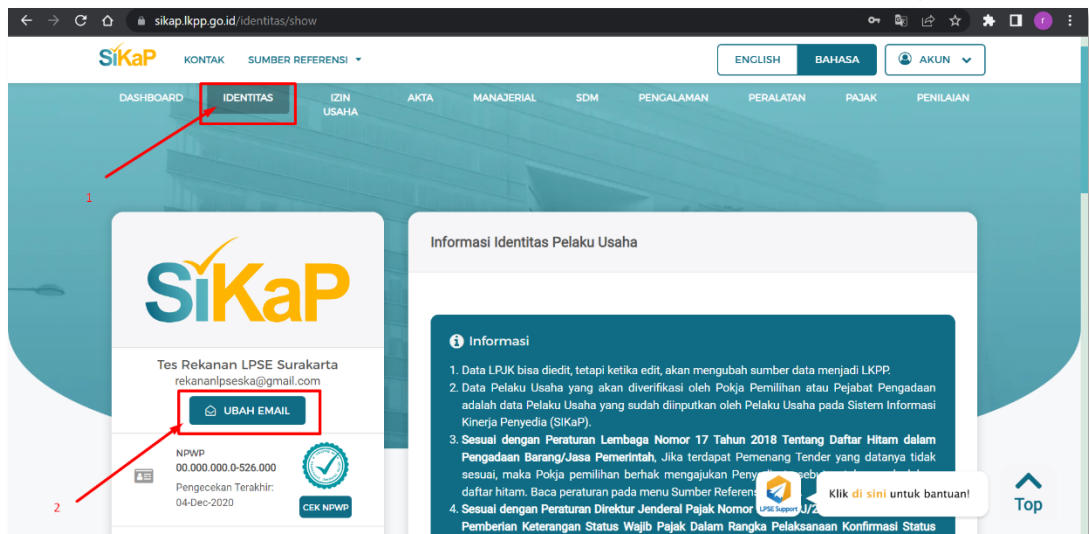 sikap.lkpp.go.id/identitas/show
r
SiKaP
KONTAK
SUMBER REFERENSI
ENGLISH
BAHASA
AKUN
DASHBOARD
IDENTITAS
IZIN
USAHA
AKTA
MANAJERIAL
SDM
PENGALAMAN
PERALATAN
PAJAK
PENILAIAN
1
SiKaP
Tes Rekanan LPSE Surakarta
rekananlpseska@gmail.com
UBAH EMAIL
NPWP
00.000.000.0-526.000
Pengecekan Terakhir:
04-Dec-2020
CEK NPWP
2
Informasi Identitas Pelaku Usaha
Informasi
1. Data LPJK bisa diedit, tetapi ketika edit, akan mengubah sumber data menjadi LKPP.
2. Data Pelaku Usaha yang akan diverifikasi oleh Pokja Pemilihan atau Pejabat Pengadaan
adalah data Pelaku Usaha yang sudah diinputkan oleh Pelaku Usaha pada Sistem Informasi
Kinerja Penyedia (SIKaP).
3. Sesuai dengan Peraturan Lembaga Nomor 17 Tahun 2018 Tentang Daftar Hitam dalam
Pengadaan Barang/Jasa Pemerintah, Jika terdapat Pemenang Tender yang datanya tidak
sesuai, maka Pokja pemilihan berhak mengajukan
daftar hitam. Baca peraturan pada menu Sumber
4. Sesuai dengan Peraturan Direktur Jenderal Pajak Nomor
Pemberian Keterangan Status Wajib Pajak Dalam Rangka Pelaksanaan Konfirmasi Status
LPSE Support
Klik di sini untuk bantuan!
Top